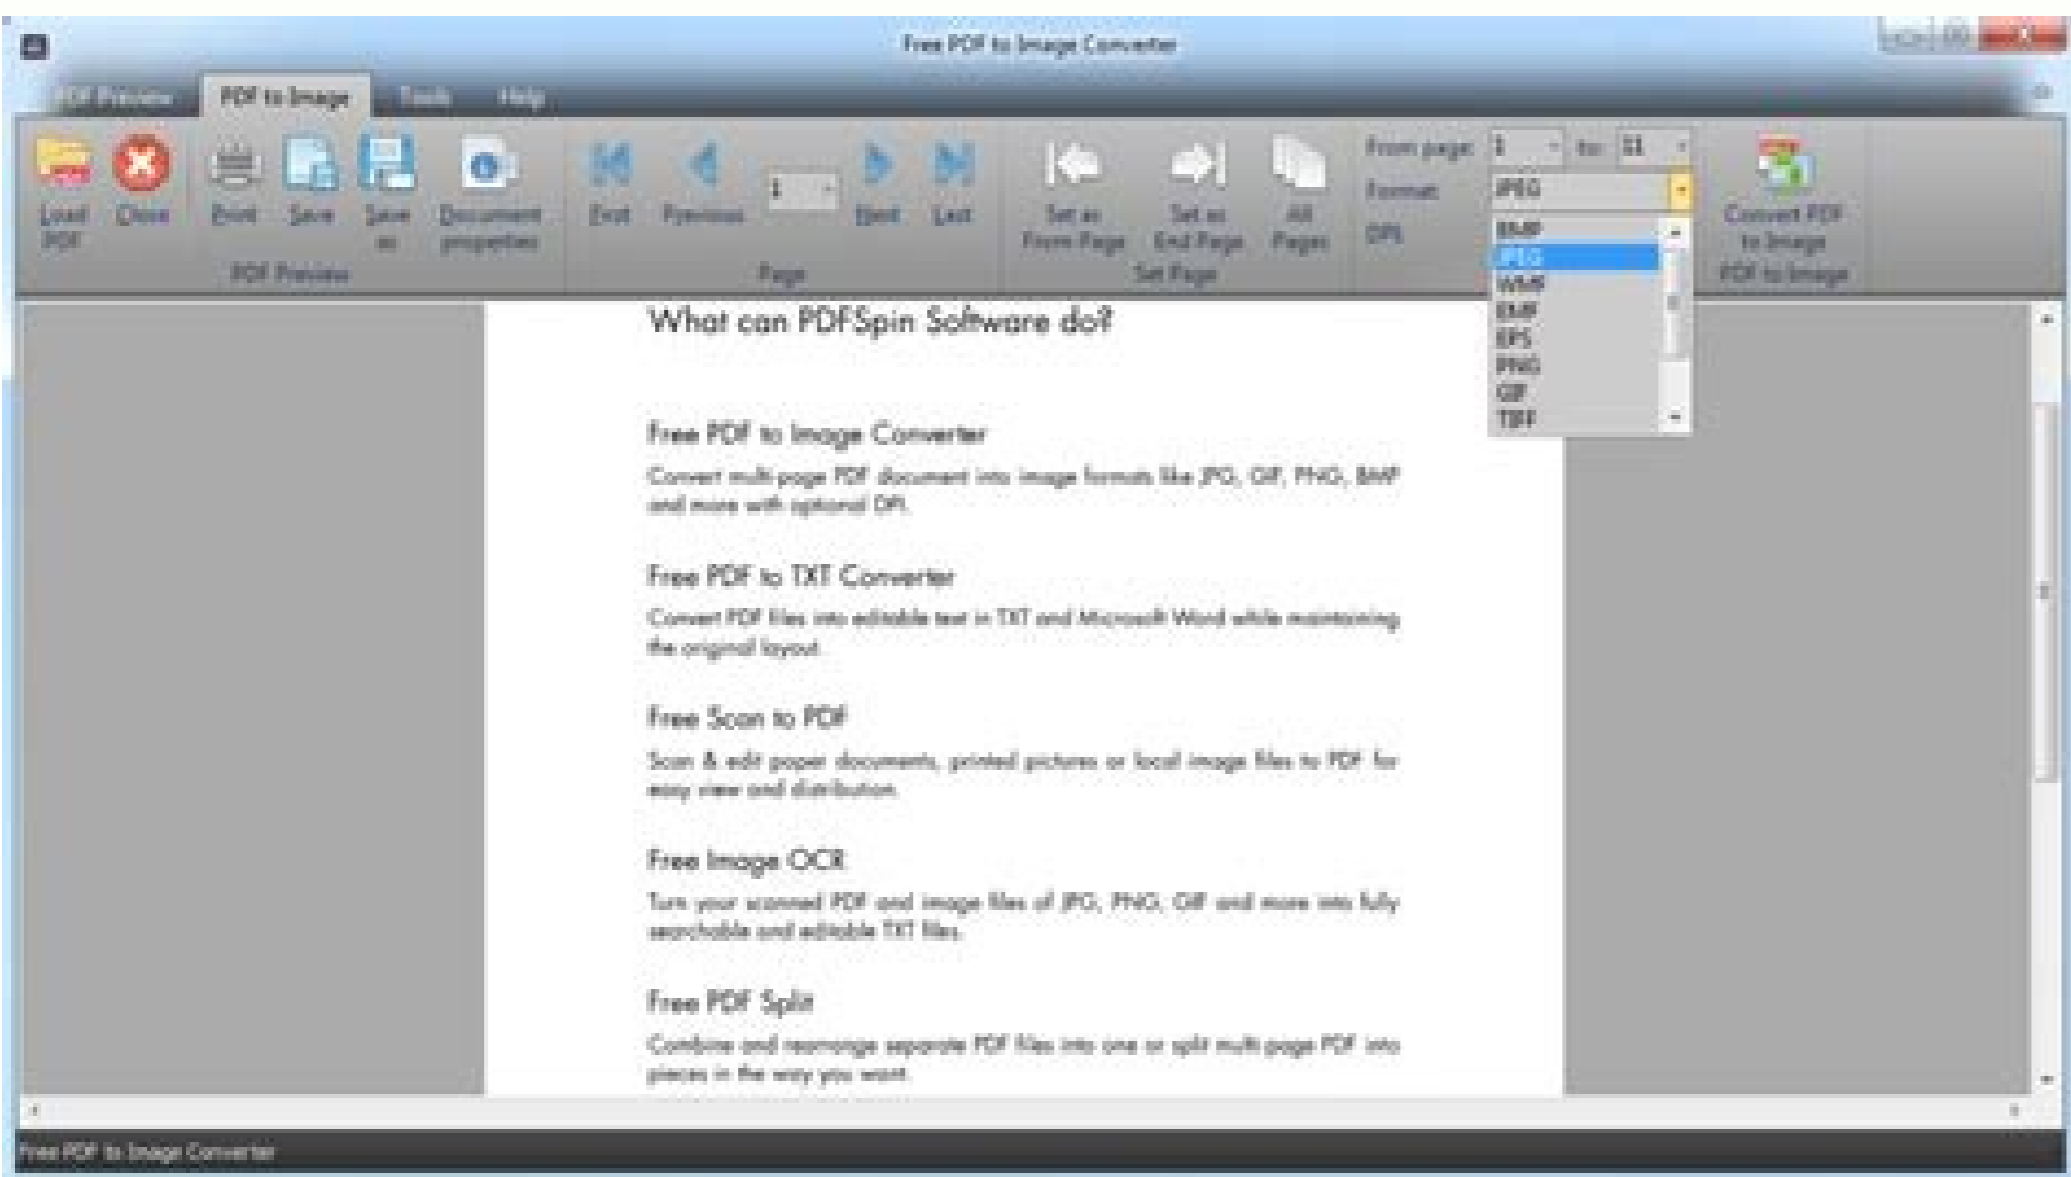 Free PDF to Image Converter
PDF Preview PDF to Image Tools Help
From page: 1 to: 11
Format: JPEG
1
Load PDF
Close
Print
Save
Save as
Document properties
First
Previous
Next
Last
Set as From Page
Set as End Page
All Pages
DPI:
Convert PDF to Image
PDF Preview
Page
Set Page
PDF to Image
BMP
JPEG
WMF
EMF
EPS
PNG
GIF
TIFF
What can PDFSpin Software do?
Free PDF to Image Converter
Convert multi-page PDF document into image formats like JPG, GIF, PNG, BMP
and more with optional DPI.
Free PDF to TXT Converter
Convert PDF files into editable text in TXT and Microsoft Word while maintaining
the original layout.
Free Scan to PDF
Scan & edit paper documents, printed pictures or local image files to PDF for
easy view and distribution.
Free Image OCR
Turn your scanned PDF and image files of JPG, PNG, GIF and more into fully
searchable and editable TXT files.
Free PDF Split
Combine and rearrange separate PDF files into one or split multi-page PDF into
pieces in the way you want.
Free PDF to Image Converter